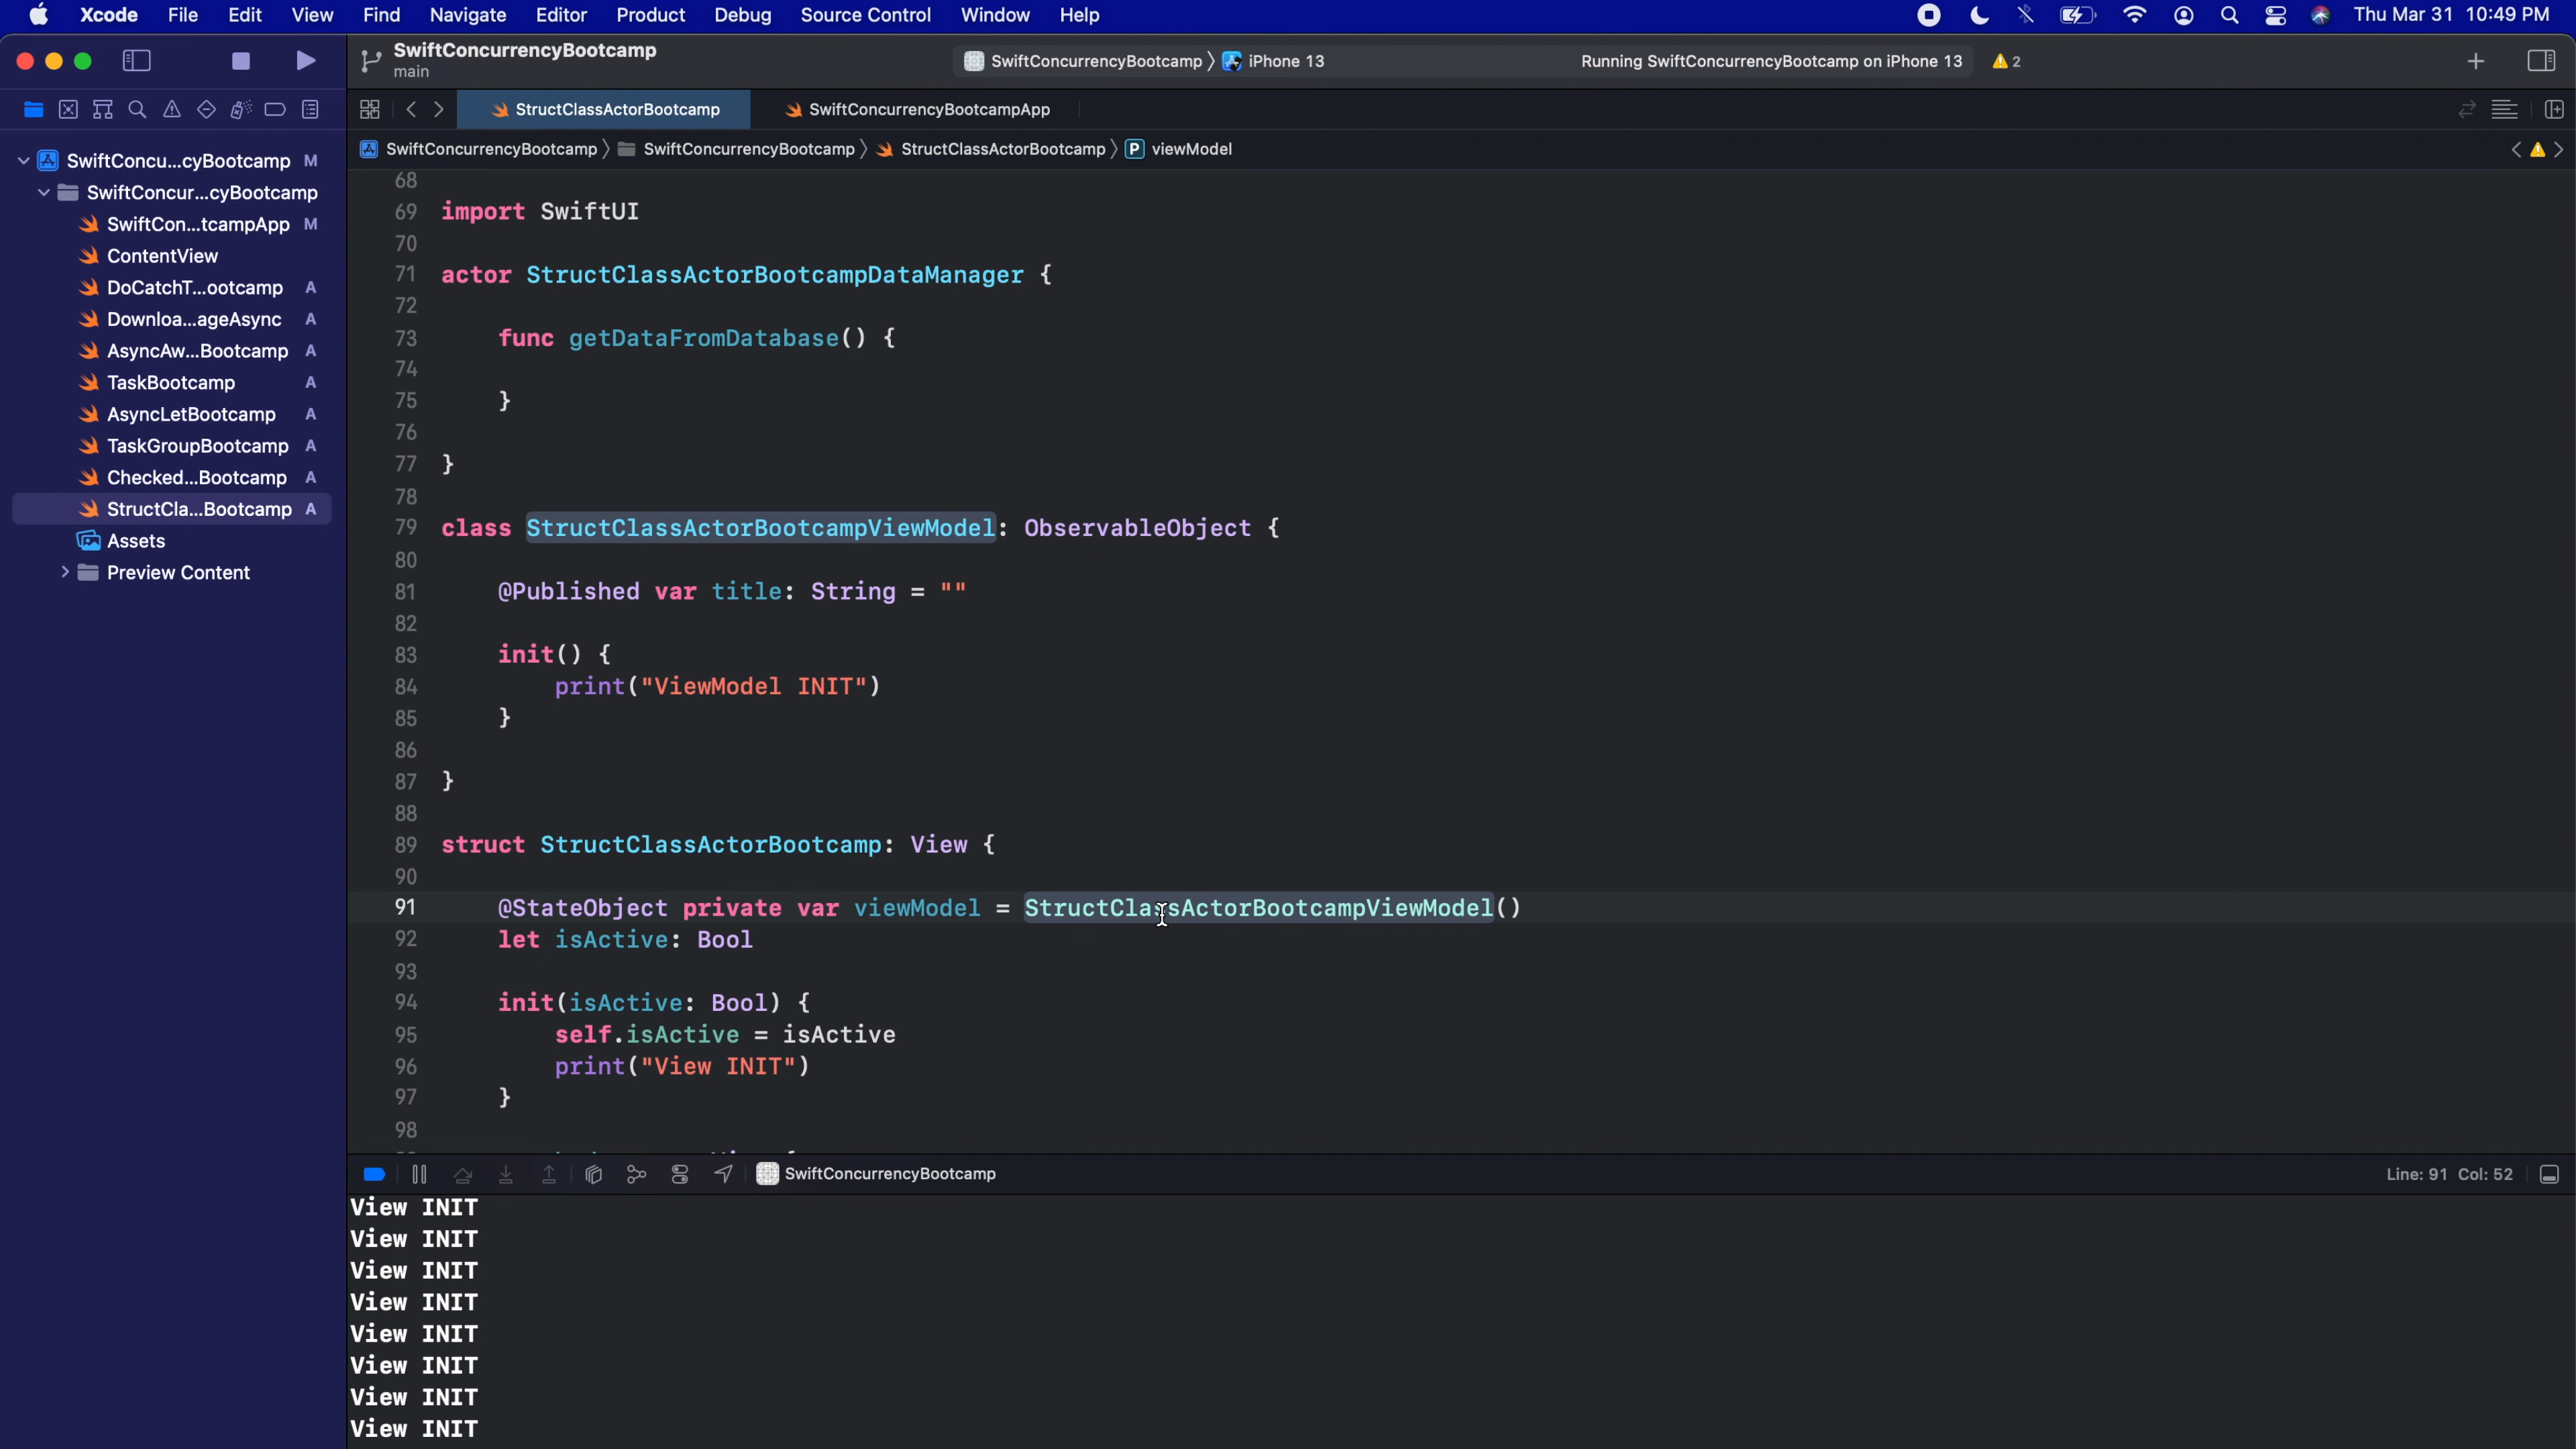 Xcode File Edit View Find Navigate Editor Product Debug Source Control Window Help Thu Mar 31 10:49 PM
SwiftConcurrencyBootcamp
main
SwiftConcurrencyBootcamp 〉 iPhone 13
Running SwiftConcurrencyBootcamp on iPhone 13 2
StructClassActorBootcamp
SwiftConcurrencyBootcampApp
SwiftConcurrencyBootcamp 〉 SwiftConcurrencyBootcamp 〉 StructClassActorBootcamp 〉 P viewModel
SwiftConcu...cyBootcamp M
SwiftConcur...cyBootcamp
SwiftCon...tcampApp M
ContentView
DoCatchT...ootcamp A
Downloa...ageAsync A
AsyncAw...Bootcamp A
TaskBootcamp A
AsyncLetBootcamp A
TaskGroupBootcamp A
Checked...Bootcamp A
StructCla...Bootcamp A
Assets
Preview Content
68
69 import SwiftUI
70
71 actor StructClassActorBootcampDataManager {
72
73 func getDataFromDatabase() {
74
75 }
76
77 }
78
79 class StructClassActorBootcampViewModel: ObservableObject {
80
81 @Published var title: String = ""
82
83 init() {
84 print("ViewModel INIT")
85 }
86
87 }
88
89 struct StructClassActorBootcamp: View {
90
91 @StateObject private var viewModel = StructClassActorBootcampViewModel()
92 let isActive: Bool
93
94 init(isActive: Bool) {
95 self.isActive = isActive
96 print("View INIT")
97 }
98
SwiftConcurrencyBootcamp
Line: 91 Col: 52
View INIT
View INIT
View INIT
View INIT
View INIT
View INIT
View INIT
View INIT